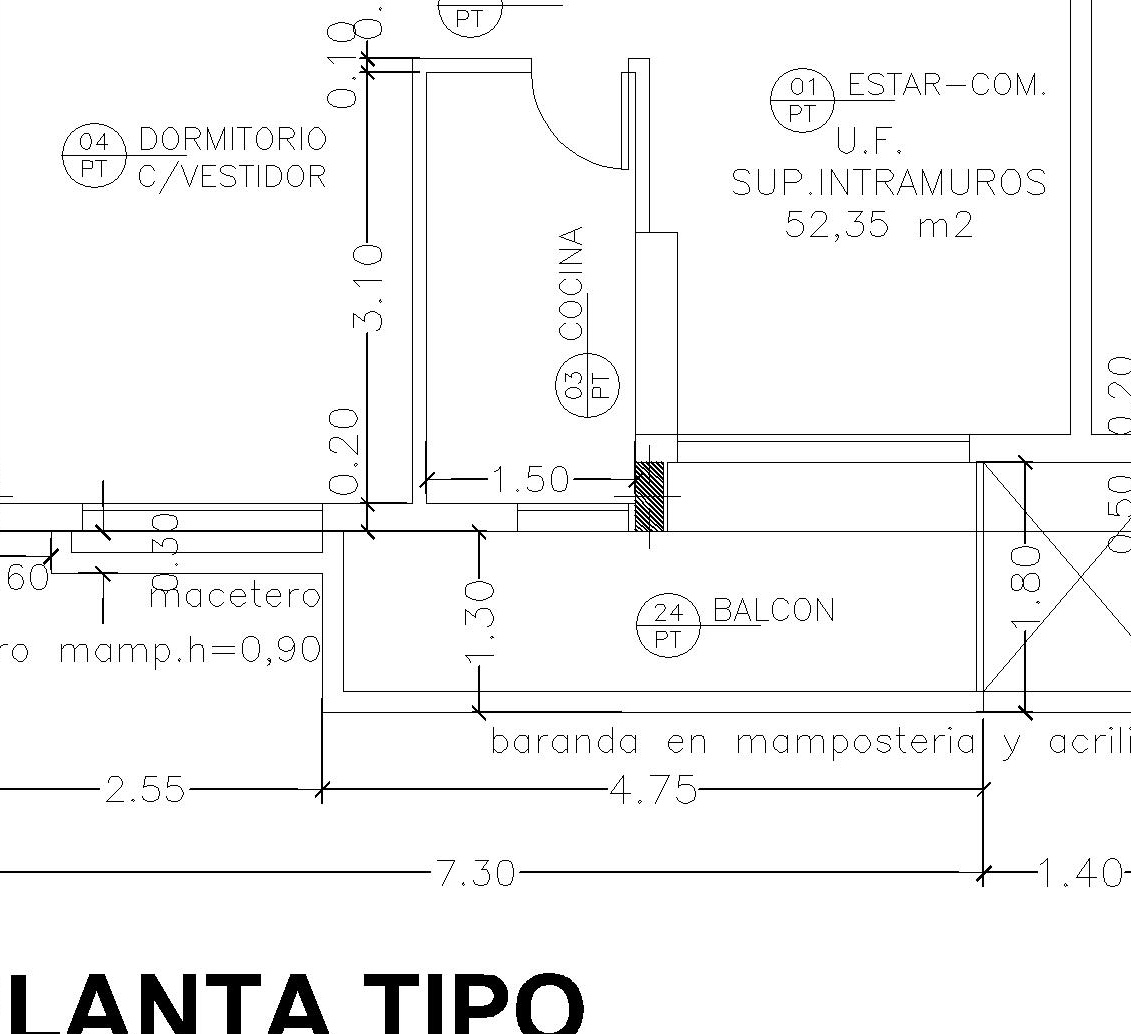 0.
0.10
PT
01 ESTAR-COM.
PT
U.F.
SUP.INTRAMUROS
52,35 m2
04 DORMITORIO
PT C/VESTIDOR
3.10
COCINA
03
PT
0.20
0.20
1.50
0.50
0.30
60
macetero
ro mamp.h=0,90
1.30
24 BALCON
PT
1.80
baranda en mamposteria y acrili
2.55
4.75
7.30
1.40
LANTA TIPO